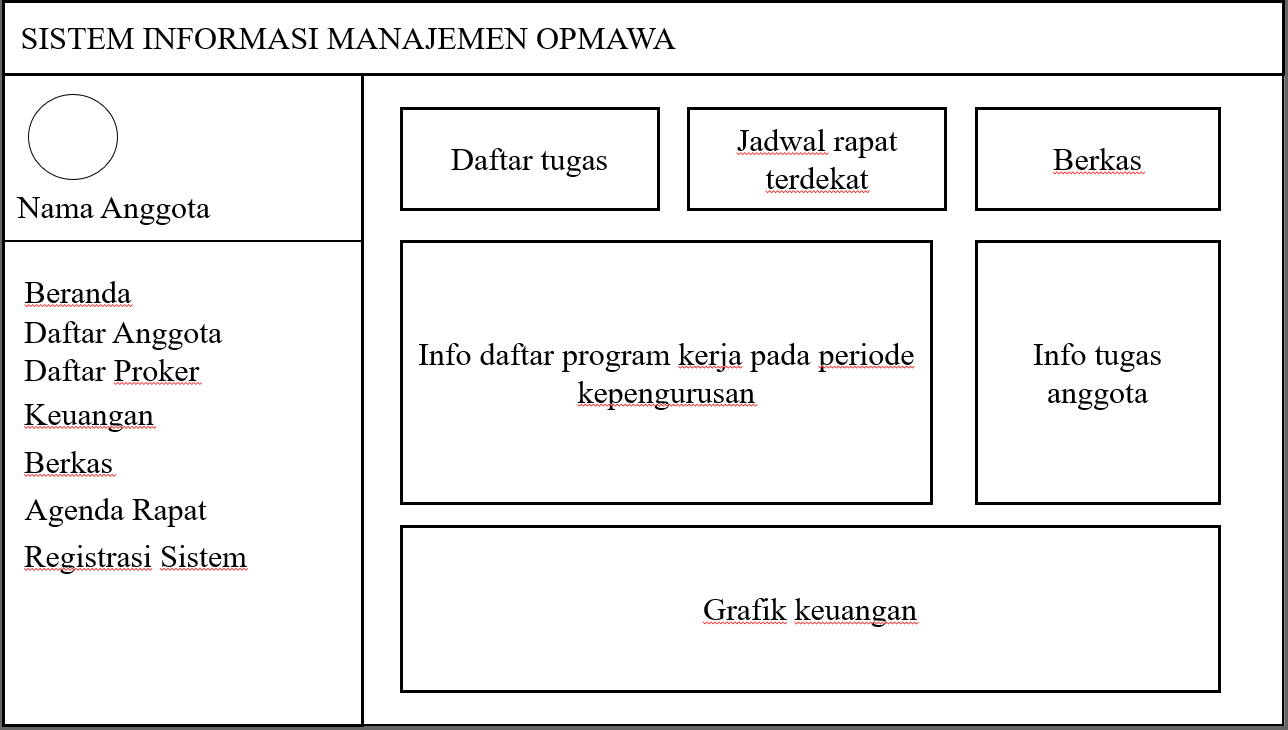 SISTEM INFORMASI MANAJEMEN OPMAWA
Nama Anggota
Beranda
Daftar Anggota
Daftar Proker
Keuangan
Berkas
Agenda Rapat
Registrasi Sistem
Daftar tugas
Jadwal rapat
terdekat
Berkas
Info daftar program kerja pada periode
kepengurusan
Info tugas
anggota
Grafik keuangan